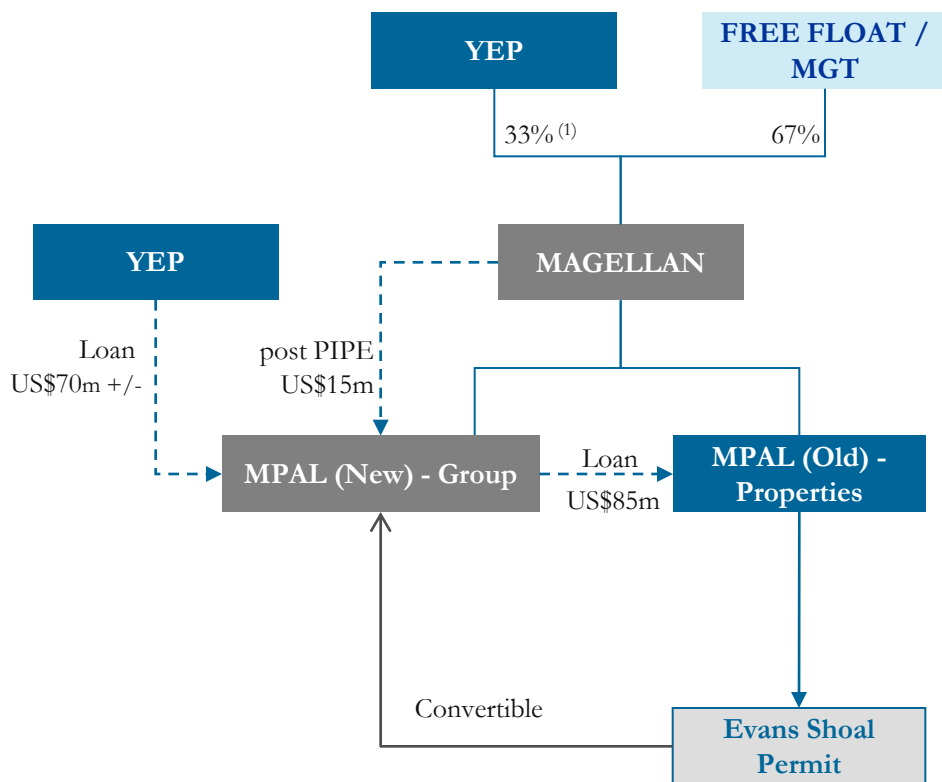 YEP
FREE FLOAT /
MGT
33% (1)
67%
YEP
MAGELLAN
Loan
US$70m +/-
post PIPE
US$15m
MPAL (New) - Group
Loan
US$85m
MPAL (Old) -
Properties
Convertible
Evans Shoal
Permit